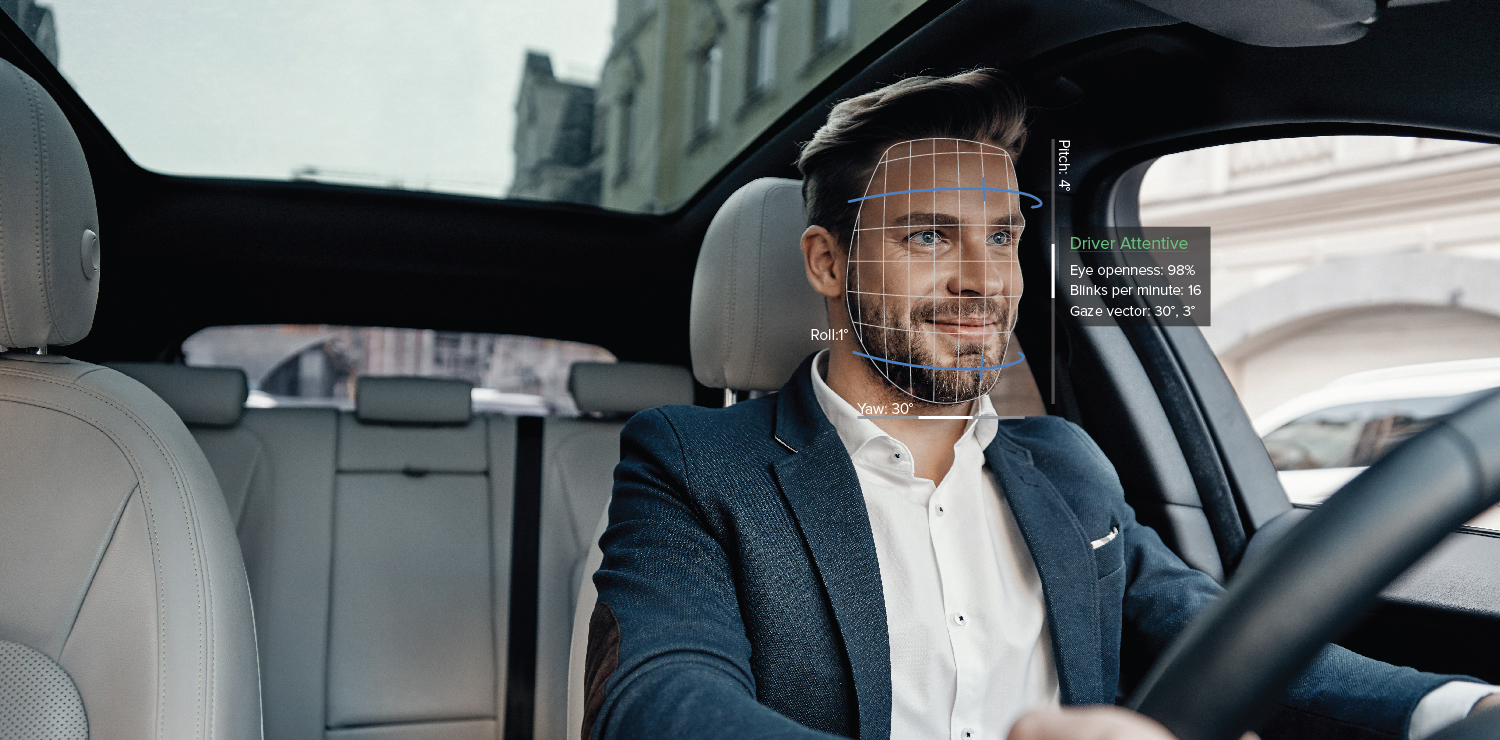 Pitch: 4°
Driver Attentive
Eye openness: 98%
Blinks per minute: 16
Gaze vector: 30°, 3°
Roll:1°
Yaw: 30°